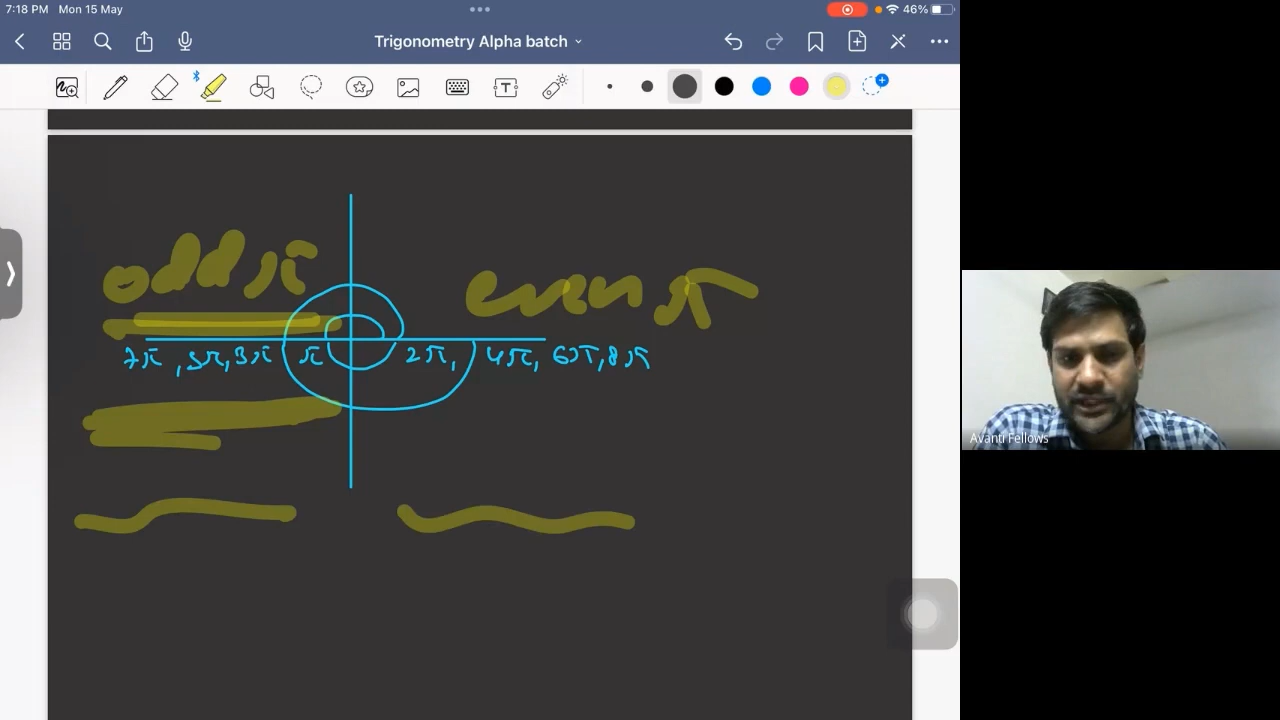 7:18 PM Mon 15 May
46%
Trigonometry Alpha batch
T
odd π
even π
7π, 5π, 3π π 2π, 4π, 6π, 8π
Avanti Fellows